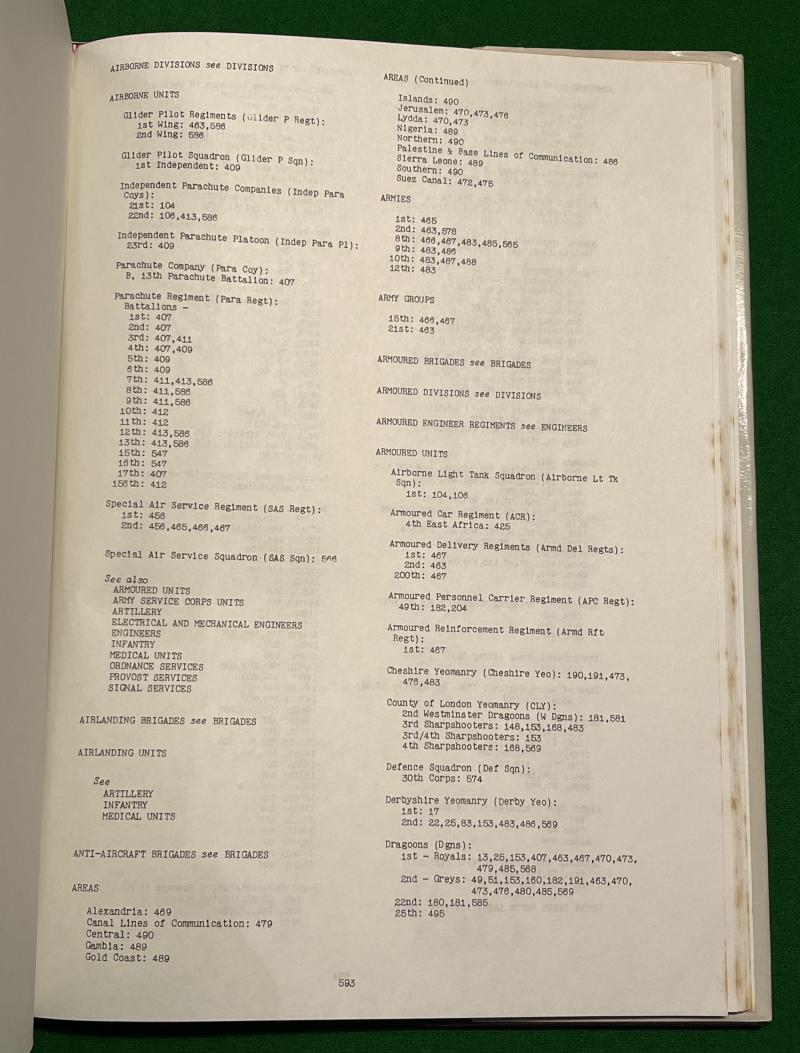 AIRBORNE DIVISIONS see DIVISIONS
AIRBORNE UNITS
Glider Pilot Regiments (Glider P Regt):
1st Wing: 463,586
2nd Wing: 586
Glider Pilot Squadron (Glider P Sqn):
1st Independent: 409
Independent Parachute Companies (Indep Para
Coys):
21st: 104
22nd: 106,413,586
Independent Parachute Platoon (Indep Para Pl):
23rd: 409
Parachute Company (Para Coy):
B, 13th Parachute Battalion: 407
Parachute Regiment (Para Regt):
Battalions -
1st: 407
2nd: 407
3rd: 407,411
4th: 407,409
5th: 409
6th: 409
7th: 411,413,586
8th: 411,586
9th: 411,586
10th: 412
11th: 412
12th: 413,586
13th: 413,586
15th: 547
16th: 547
17th: 407
156th: 412
Special Air Service Regiment (SAS Regt):
1st: 456
2nd: 456,465,466,467
Special Air Service Squadron (SAS Sqn): 566
See also
ARMOURED UNITS
ARMY SERVICE CORPS UNITS
ARTILLERY
ELECTRICAL AND MECHANICAL ENGINEERS
ENGINEERS
INFANTRY
MEDICAL UNITS
ORDNANCE SERVICES
PROVOST SERVICES
SIGNAL SERVICES
AIRLANDING BRIGADES see BRIGADES
AIRLANDING UNITS
See
ARTILLERY
INFANTRY
MEDICAL UNITS
ANTI-AIRCRAFT BRIGADES see BRIGADES
AREAS
Alexandria: 469
Canal Lines of Communication: 479
Central: 490
Gambia: 489
Gold Coast: 489
AREAS (Continued)
Islands: 490
Jerusalem: 470,473,476
Lydda: 470,473
Nigeria: 489
Northern: 490
Palestine & Base Lines of Communication: 486
Sierra Leone: 489
Southern: 490
Suez Canal: 472,475
ARMIES
1st: 465
2nd: 463,578
8th: 466,467,483,485,565
9th: 483,486
10th: 483,487,488
12th: 483
ARMY GROUPS
15th: 466,467
21st: 463
ARMOURED BRIGADES see BRIGADES
ARMOURED DIVISIONS see DIVISIONS
ARMOURED ENGINEER REGIMENTS see ENGINEERS
ARMOURED UNITS
Airborne Light Tank Squadron (Airborne Lt Tk
Sqn):
1st: 104,106
Armoured Car Regiment (ACR):
4th East Africa: 425
Armoured Delivery Regiments (Armd Del Regts):
1st: 467
2nd: 463
200th: 467
Armoured Personnel Carrier Regiment (APC Regt):
49th: 182,204
Armoured Reinforcement Regiment (Armd Rft
Regt):
1st: 467
Cheshire Yeomanry (Cheshire Yeo): 190,191,473,
476,483
County of London Yeomanry (CLY):
2nd Westminster Dragoons (W Dgns): 181,581
3rd Sharpshooters: 148,153,168,483
3rd/4th Sharpshooters: 153
4th Sharpshooters: 168,569
Defence Squadron (Def Sqn):
30th Corps: 574
Derbyshire Yeomanry (Derby Yeo):
1st: 17
2nd: 22,25,83,153,483,486,569
Dragoons (Dgns):
1st - Royals: 13,25,153,407,463,467,470,473,
479,485,568
2nd - Greys: 49,51,153,160,182,191,463,470,
473,476,480,485,569
22nd: 180,181,585
25th: 495
593